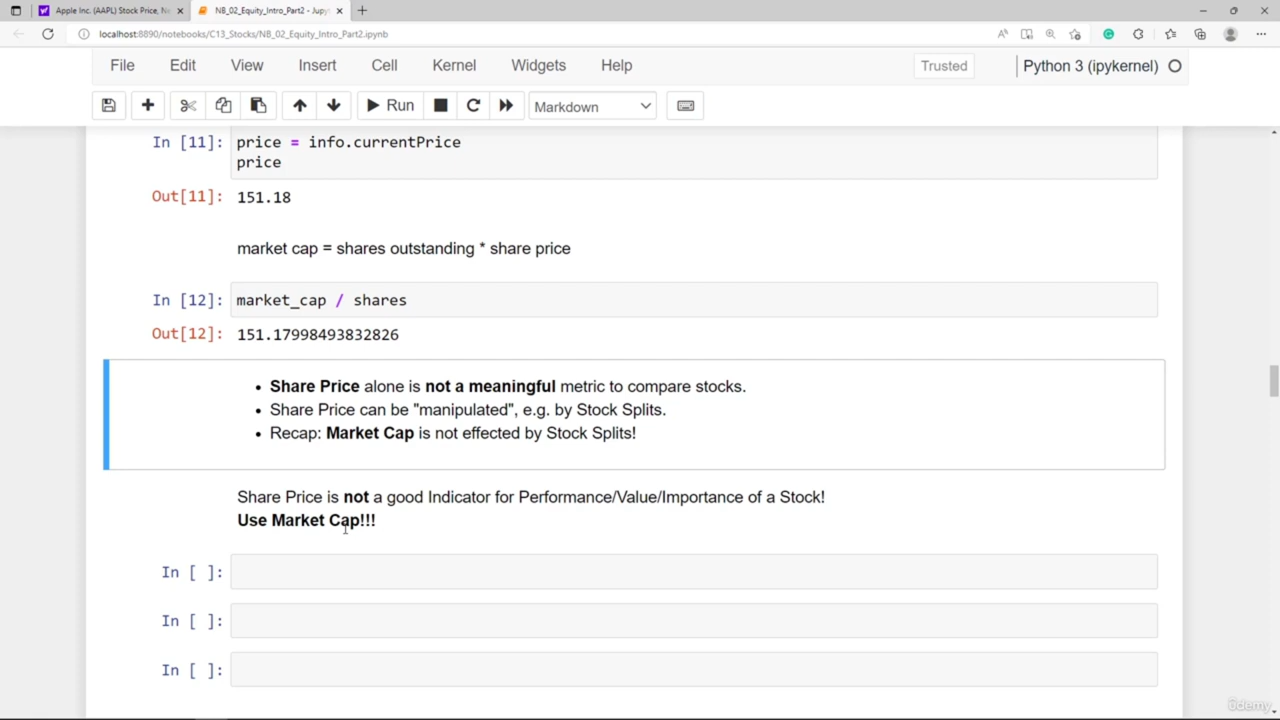 Apple Inc. (AAPL) Stock Price, Ne
NB_02_Equity_Intro_Part2 - Jupy
localhost:8890/notebooks/C13_Stocks/NB_02_Equity_Intro_Part2.ipynb
File Edit View Insert Cell Kernel Widgets Help Trusted Python 3 (ipykernel)
Run Markdown
In [11]: price = info.currentPrice
price
Out[11]: 151.18
market cap = shares outstanding * share price
In [12]: market_cap / shares
Out[12]: 151.17998493832826
• Share Price alone is not a meaningful metric to compare stocks.
• Share Price can be "manipulated", e.g. by Stock Splits.
• Recap: Market Cap is not effected by Stock Splits!
Share Price is not a good Indicator for Performance/Value/Importance of a Stock!
Use Market Cap!!!
In [ ]:
In [ ]:
In [ ]:
ûdemy